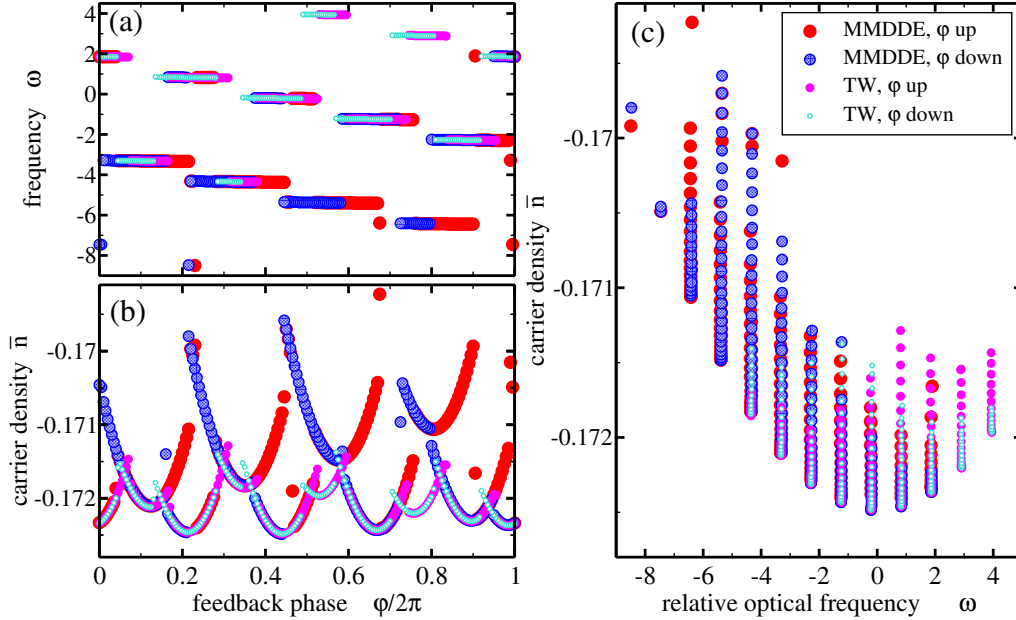 (a)
frequency ω
4
2
0
-2
-4
-6
-8
(b)
carrier density n̅
-0.17
-0.171
-0.172
0 0.2 0.4 0.6 0.8 1
feedback phase φ/2π
(c)
MMDDE, φ up
MMDDE, φ down
TW, φ up
TW, φ down
carrier density n̅
-0.17
-0.171
-0.172
-8 -6 -4 -2 0 2 4
relative optical frequency ω